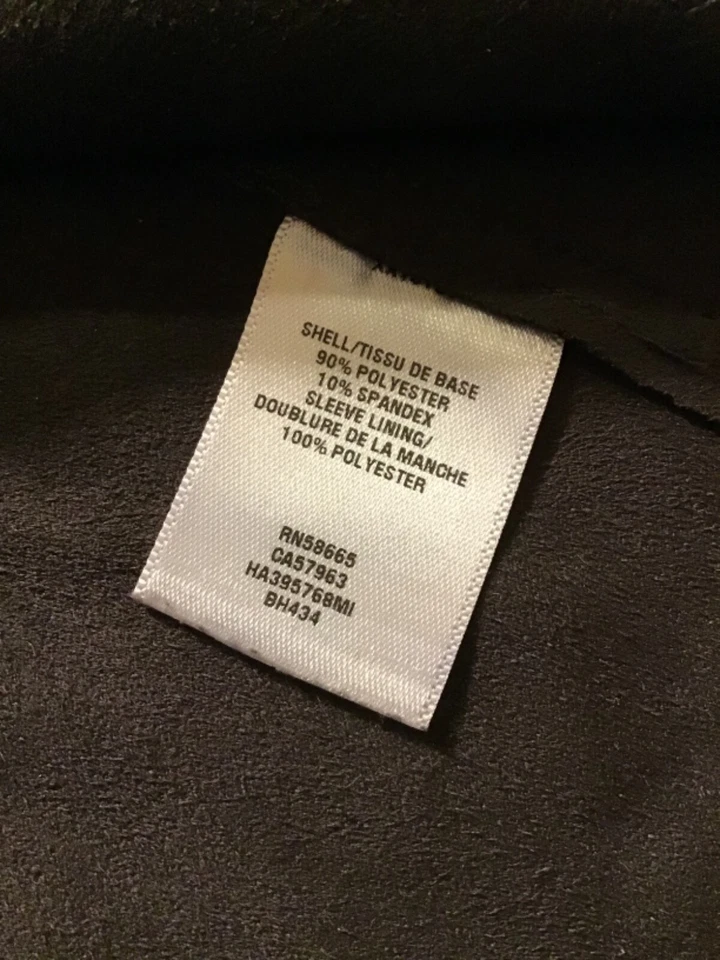 SHELL/TISSU DE BASE
90% POLYESTER
10% SPANDEX
SLEEVE LINING/
DOUBLURE DE LA MANCHE
100% POLYESTER
RN58665
CA57963
HA395768MI
BH434